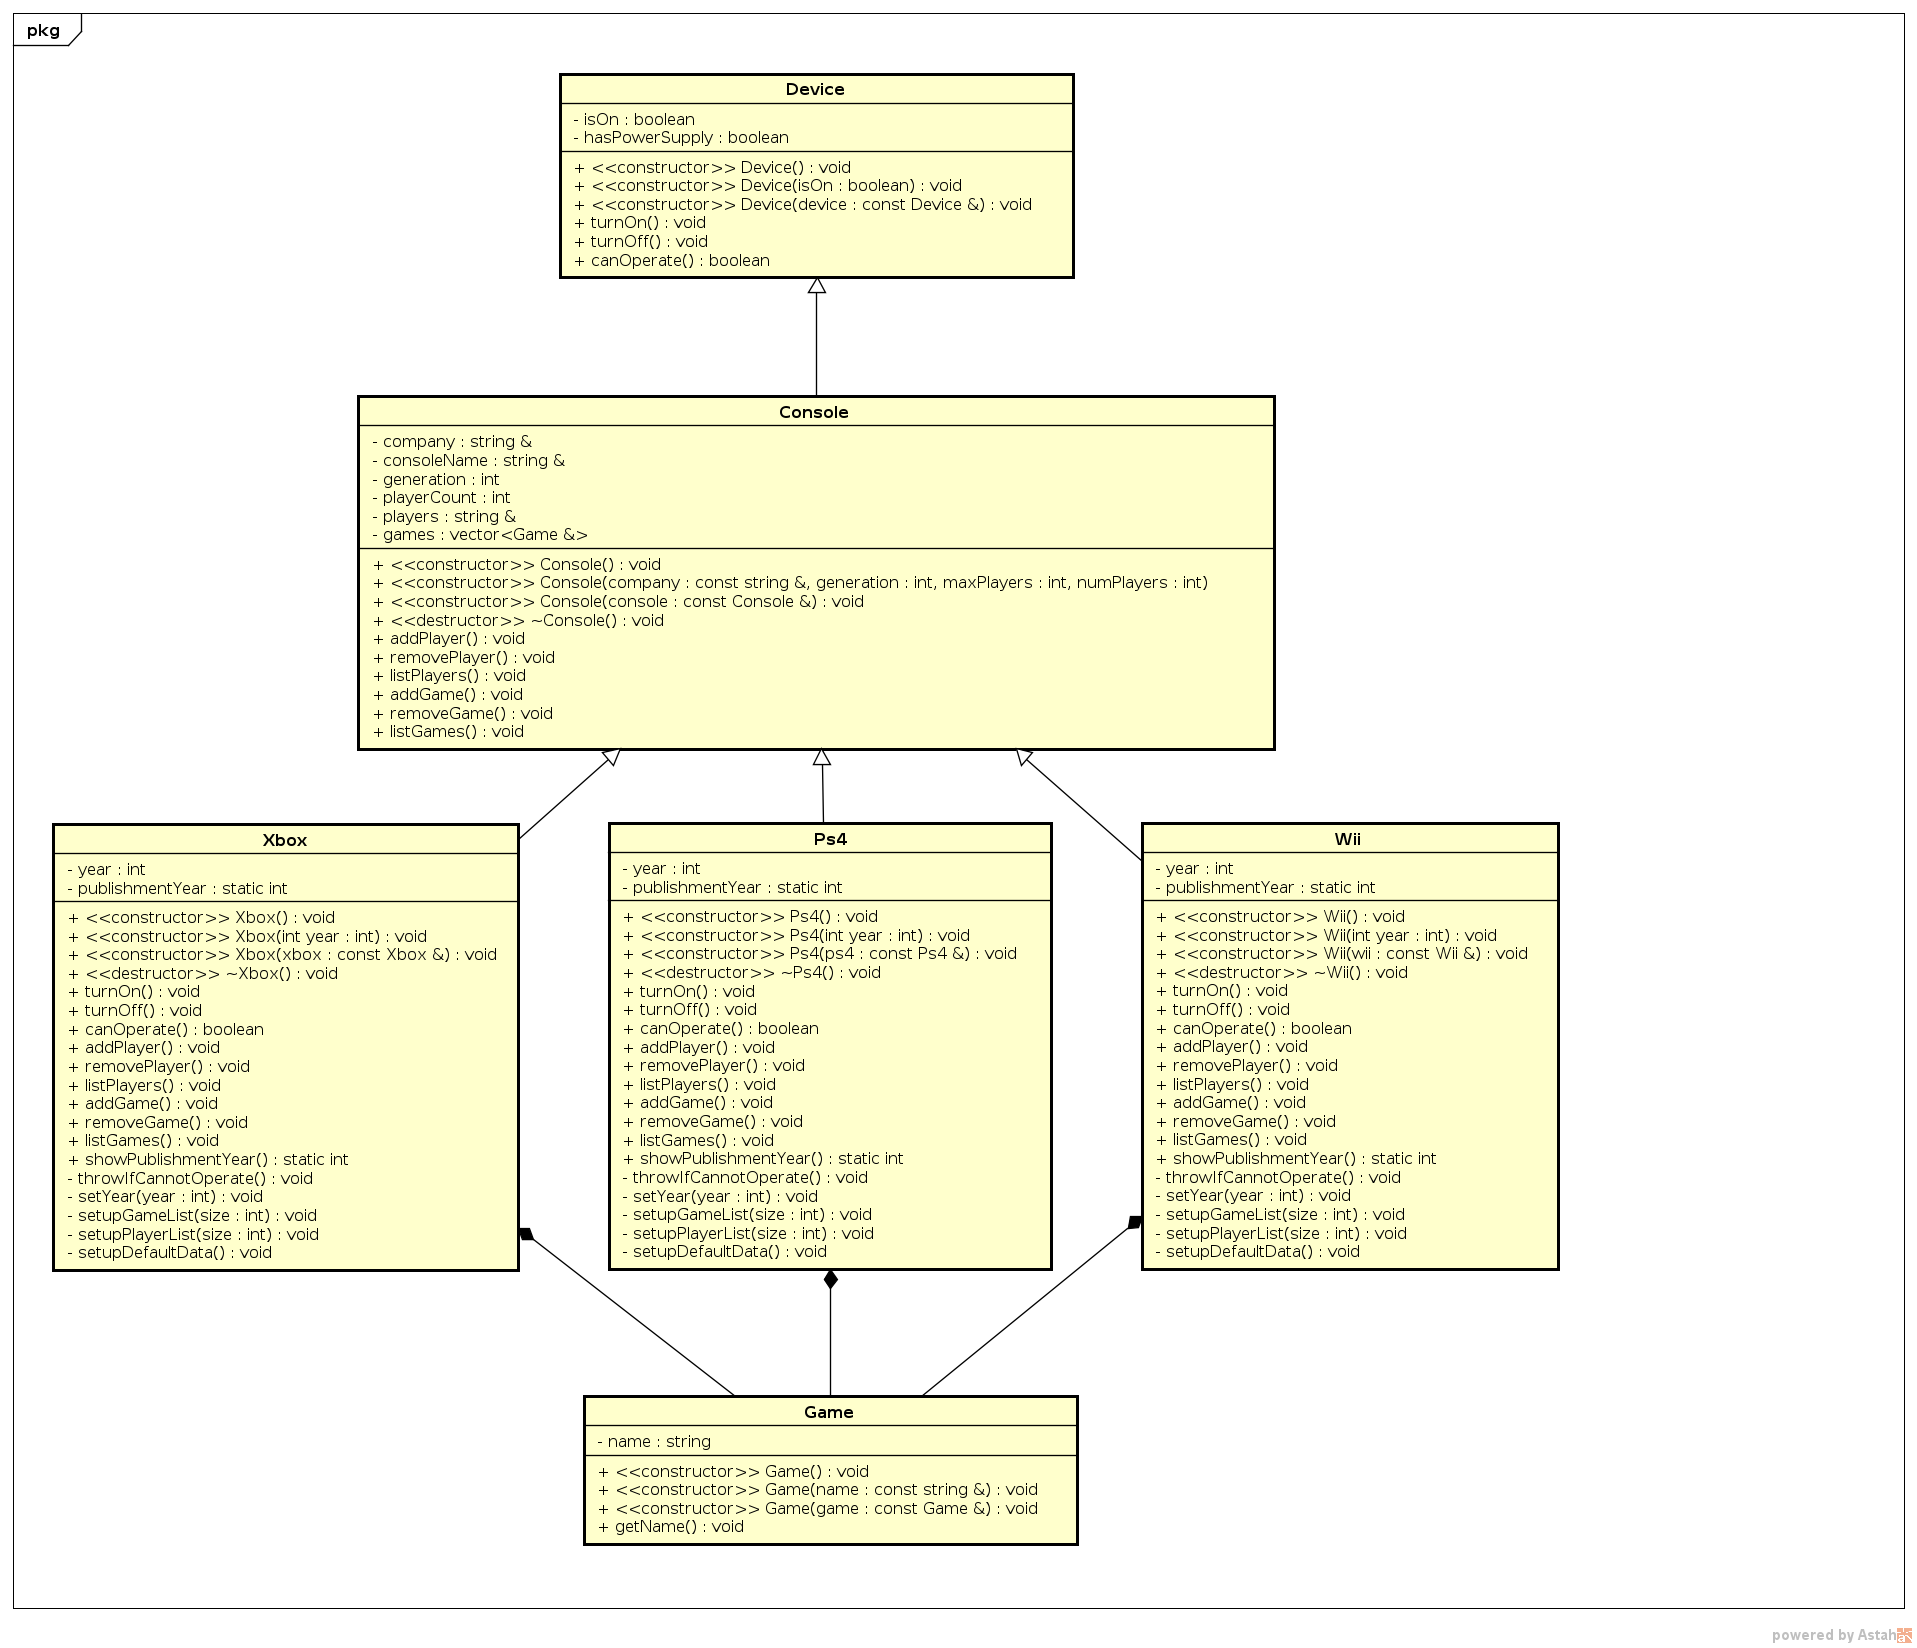 pkg
Device
- isOn : boolean
- hasPowerSupply : boolean
+ <<constructor>> Device() : void
+ <<constructor>> Device(isOn : boolean) : void
+ <<constructor>> Device(device : const Device &) : void
+ turnOn() : void
+ turnOff() : void
+ canOperate() : boolean
Console
- company : string &
- consoleName : string &
- generation : int
- playerCount : int
- players : string &
- games : vector<Game &>
+ <<constructor>> Console() : void
+ <<constructor>> Console(company : const string &, generation : int, maxPlayers : int, numPlayers : int)
+ <<constructor>> Console(console : const Console &) : void
+ <<destructor>> ~Console() : void
+ addPlayer() : void
+ removePlayer() : void
+ listPlayers() : void
+ addGame() : void
+ removeGame() : void
+ listGames() : void
Xbox
- year : int
- publishmentYear : static int
+ <<constructor>> Xbox() : void
+ <<constructor>> Xbox(int year : int) : void
+ <<constructor>> Xbox(xbox : const Xbox &) : void
+ <<destructor>> ~Xbox() : void
+ turnOn() : void
+ turnOff() : void
+ canOperate() : boolean
+ addPlayer() : void
+ removePlayer() : void
+ listPlayers() : void
+ addGame() : void
+ removeGame() : void
+ listGames() : void
+ showPublishmentYear() : static int
- throwIfCannotOperate() : void
- setYear(year : int) : void
- setupGameList(size : int) : void
- setupPlayerList(size : int) : void
- setupDefaultData() : void
Ps4
- year : int
- publishmentYear : static int
+ <<constructor>> Ps4() : void
+ <<constructor>> Ps4(int year : int) : void
+ <<constructor>> Ps4(ps4 : const Ps4 &) : void
+ <<destructor>> ~Ps4() : void
+ turnOn() : void
+ turnOff() : void
+ canOperate() : boolean
+ addPlayer() : void
+ removePlayer() : void
+ listPlayers() : void
+ addGame() : void
+ removeGame() : void
+ listGames() : void
+ showPublishmentYear() : static int
- throwIfCannotOperate() : void
- setYear(year : int) : void
- setupGameList(size : int) : void
- setupPlayerList(size : int) : void
- setupDefaultData() : void
Wii
- year : int
- publishmentYear : static int
+ <<constructor>> Wii() : void
+ <<constructor>> Wii(int year : int) : void
+ <<constructor>> Wii(wii : const Wii &) : void
+ <<destructor>> ~Wii() : void
+ turnOn() : void
+ turnOff() : void
+ canOperate() : boolean
+ addPlayer() : void
+ removePlayer() : void
+ listPlayers() : void
+ addGame() : void
+ removeGame() : void
+ listGames() : void
+ showPublishmentYear() : static int
- throwIfCannotOperate() : void
- setYear(year : int) : void
- setupGameList(size : int) : void
- setupPlayerList(size : int) : void
- setupDefaultData() : void
Game
- name : string
+ <<constructor>> Game() : void
+ <<constructor>> Game(name : const string &) : void
+ <<constructor>> Game(game : const Game &) : void
+ getName() : void
powered by Astah